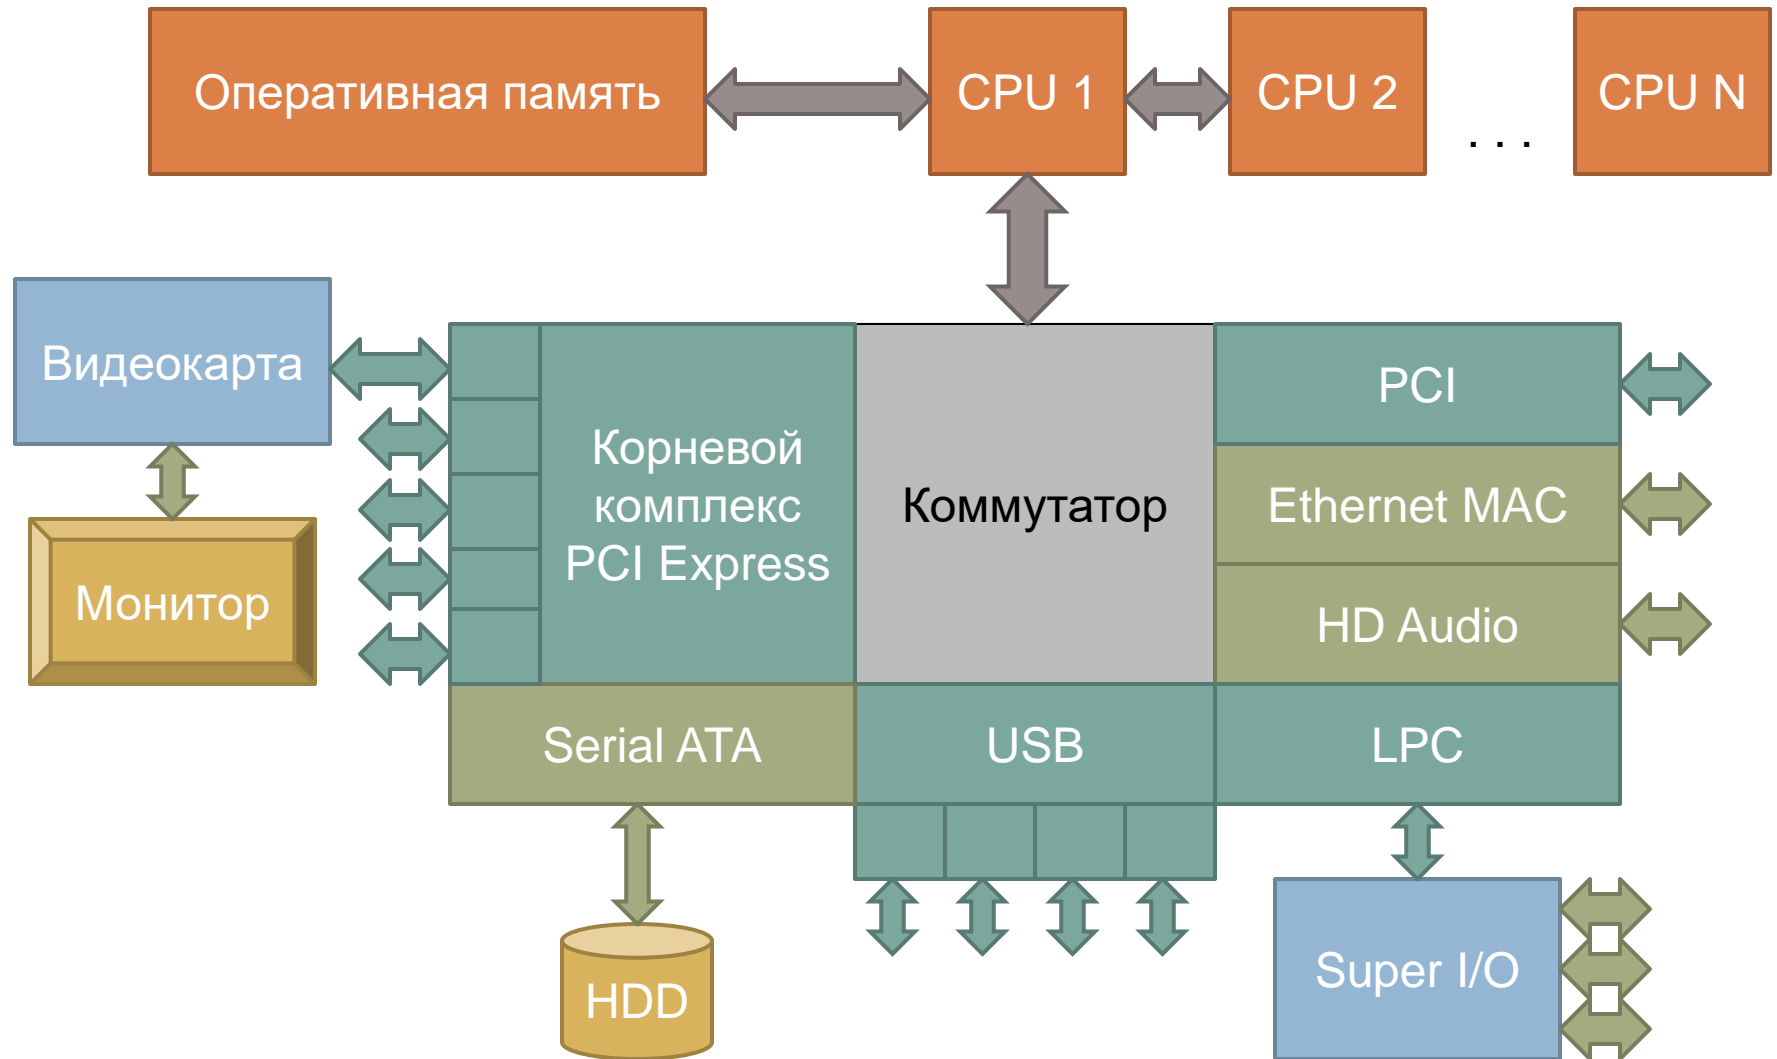 Оперативная память
CPU 1
CPU 2
. . .
CPU N
Видеокарта
Монитор
Корневой
комплекс
PCI Express
Коммутатор
PCI
Ethernet MAC
HD Audio
Serial ATA
USB
LPC
HDD
Super I/O